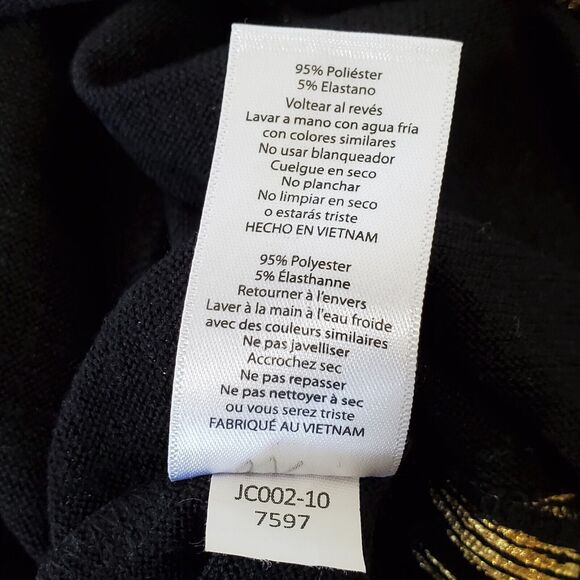 95% Poliéster
5% Elastano
Voltear al revés
Lavar a mano con agua fría
con colores similares
No usar blanqueador
Cuelgue en seco
No planchar
No limpiar en seco
o estarás triste
HECHO EN VIETNAM
95% Polyester
5% Élasthanne
Retourner à l'envers
Laver à la main à l'eau froide
avec des couleurs similaires
Ne pas javelliser
Accrochez sec
Ne pas repasser
Ne pas nettoyer à sec
ou vous serez triste
FABRIQUÉ AU VIETNAM
JC002-10
7597